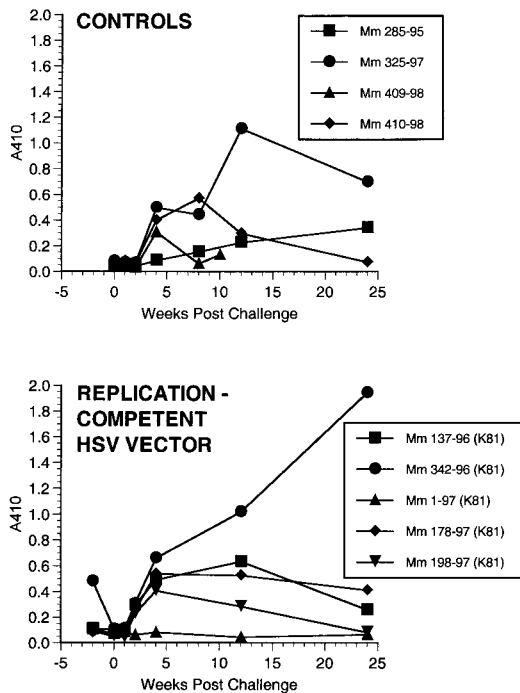 CONTROLS
Mm 285-95
Mm 325-97
Mm 409-98
Mm 410-98
A410
2.0
1.8
1.6
1.4
1.2
1.0
0.8
0.6
0.4
0.2
0.0
-5 0 5 10 15 20 25
Weeks Post Challenge
REPLICATION -
COMPETENT
HSV VECTOR
Mm 137-96 (K81)
Mm 342-96 (K81)
Mm 1-97 (K81)
Mm 178-97 (K81)
Mm 198-97 (K81)
A410
2.0
1.8
1.6
1.4
1.2
1.0
0.8
0.6
0.4
0.2
0.0
-5 0 5 10 15 20 25
Weeks Post Challenge